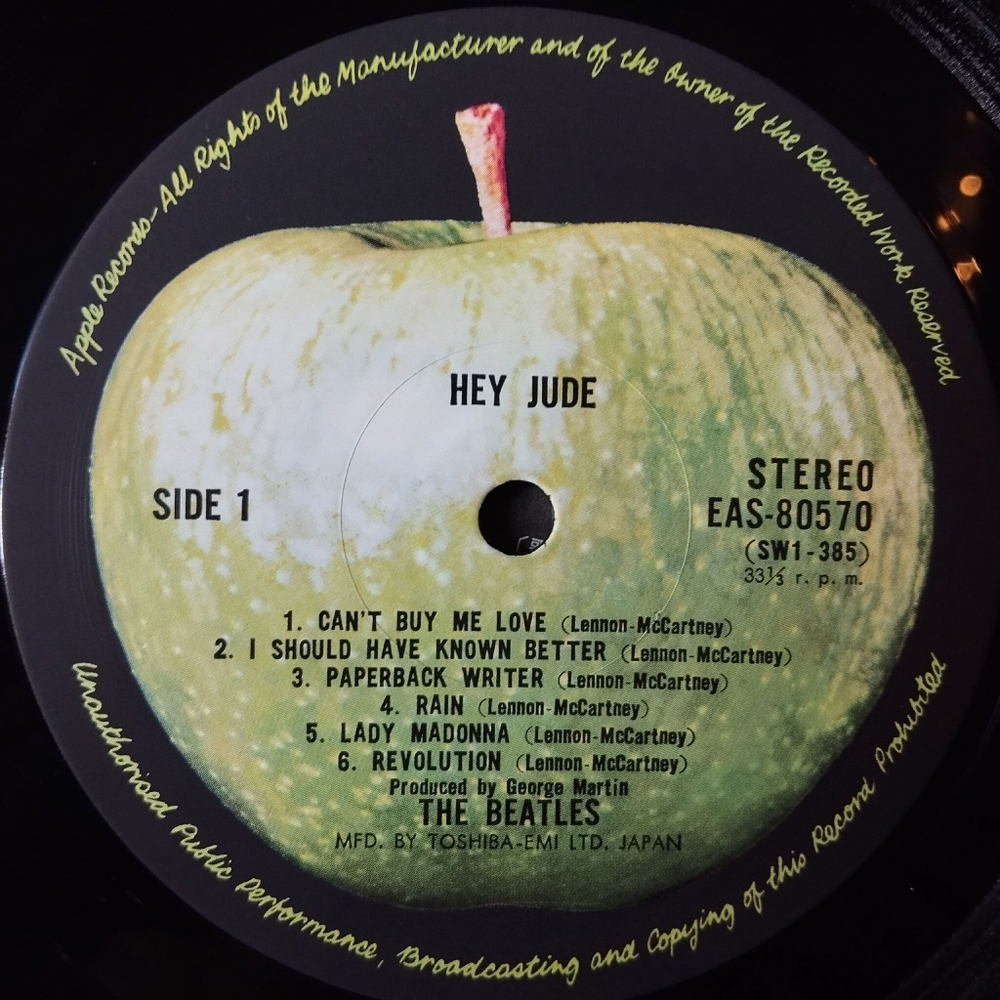 Apple Records - All Rights of the Manufacturer and of the Owner of the Recorded Work Reserved
HEY JUDE
SIDE 1
STEREO
EAS-80570
(SW1-385)
33⅓ r. p. m.
1. CAN'T BUY ME LOVE (Lennon-McCartney)
2. I SHOULD HAVE KNOWN BETTER (Lennon-McCartney)
3. PAPERBACK WRITER (Lennon-McCartney)
4. RAIN (Lennon-McCartney)
5. LADY MADONNA (Lennon-McCartney)
6. REVOLUTION (Lennon-McCartney)
Produced by George Martin
THE BEATLES
MFD. BY TOSHIBA-EMI LTD. JAPAN
Unauthorised Public Performance, Broadcasting and Copying of this Record Prohibited